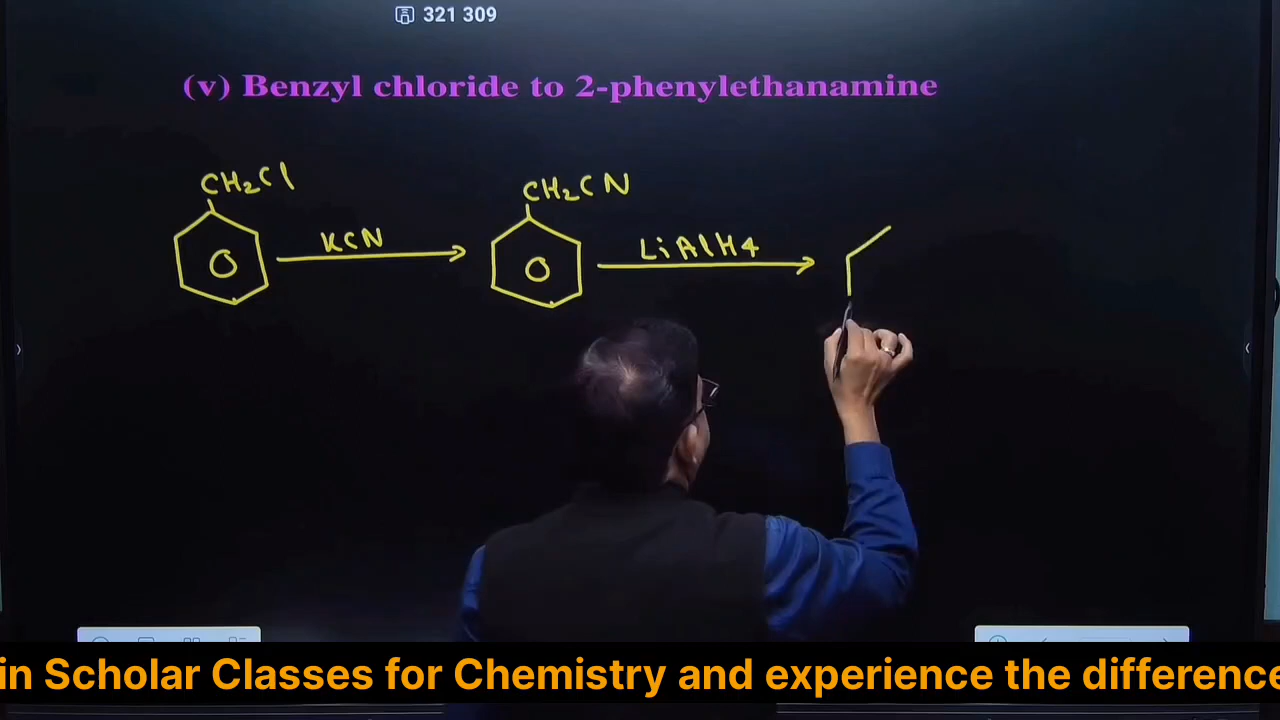 321 309
(v) Benzyl chloride to 2-phenylethanamine
CH2Cl
CH2CN
KCN
LiAlH4
in Scholar Classes for Chemistry and experience the difference